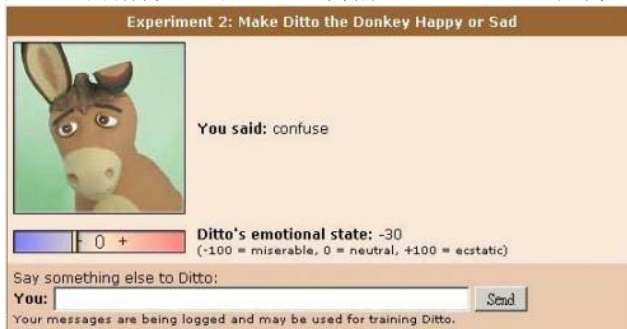 Experiment 2: Make Ditto the Donkey Happy or Sad
You said: confuse
- 0 +
Ditto's emotional state: -30
(-100 = miserable, 0 = neutral, +100 = ecstatic)
Say something else to Ditto:
You:
Send
Your messages are being logged and may be used for training Ditto.